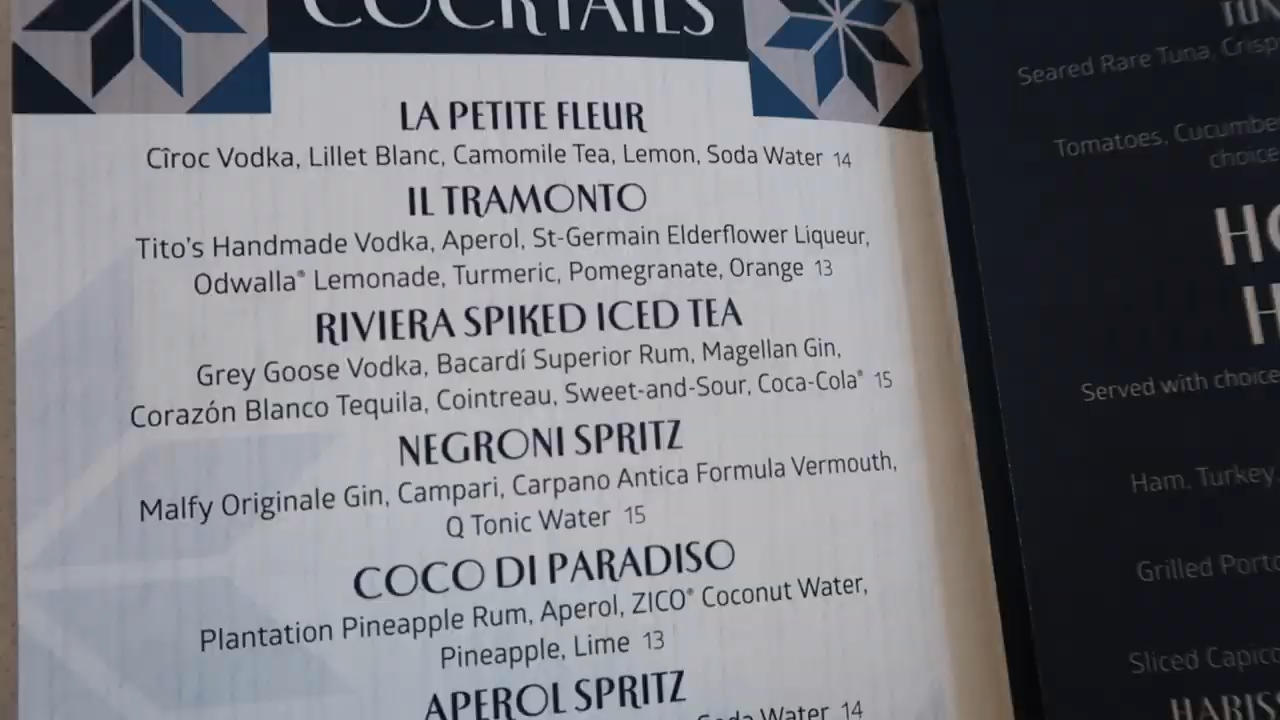 COCKTAILS
LA PETITE FLEUR
Cîroc Vodka, Lillet Blanc, Camomile Tea, Lemon, Soda Water 14
IL TRAMONTO
Tito's Handmade Vodka, Aperol, St-Germain Elderflower Liqueur,
Odwalla® Lemonade, Turmeric, Pomegranate, Orange 13
RIVIERA SPIKED ICED TEA
Grey Goose Vodka, Bacardí Superior Rum, Magellan Gin,
Corazón Blanco Tequila, Cointreau, Sweet-and-Sour, Coca-Cola® 15
NEGRONI SPRITZ
Malfy Originale Gin, Campari, Carpano Antica Formula Vermouth,
Q Tonic Water 15
COCO DI PARADISO
Plantation Pineapple Rum, Aperol, ZICO® Coconut Water,
Pineapple, Lime 13
APEROL SPRITZ
Soda Water 14
Seared Rare Tuna, Crisp
Tomatoes, Cucumbe
choice
Served with choice
Ham, Turkey
Grilled Porto
Sliced Capico